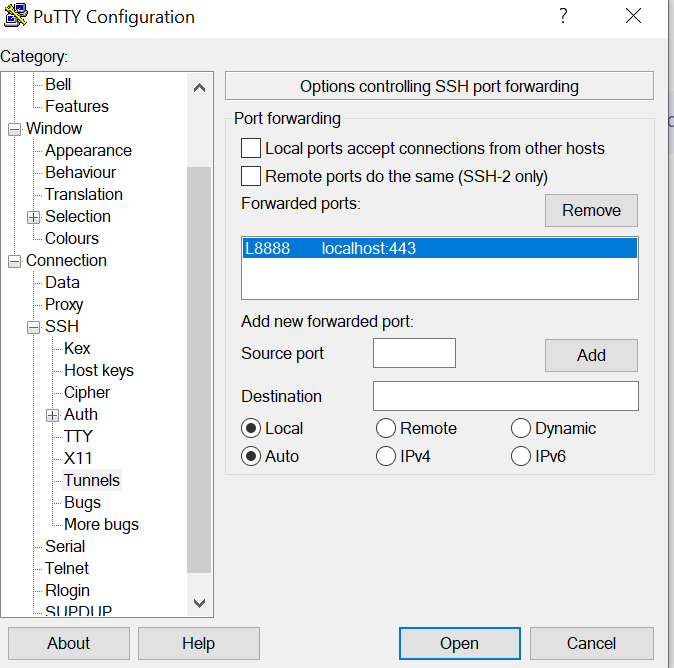 PuTTY Configuration
?
Category:
Bell
Features
Window
Appearance
Behaviour
Translation
Selection
Colours
Connection
Data
Proxy
SSH
Kex
Host keys
Cipher
Auth
TTY
X11
Tunnels
Bugs
More bugs
Serial
Telnet
Rlogin
SUPDUP
Options controlling SSH port forwarding
Port forwarding
Local ports accept connections from other hosts
Remote ports do the same (SSH-2 only)
Forwarded ports:
Remove
L8888 localhost:443
Add new forwarded port:
Source port
Add
Destination
Local Remote Dynamic
Auto IPv4 IPv6
About Help Open Cancel